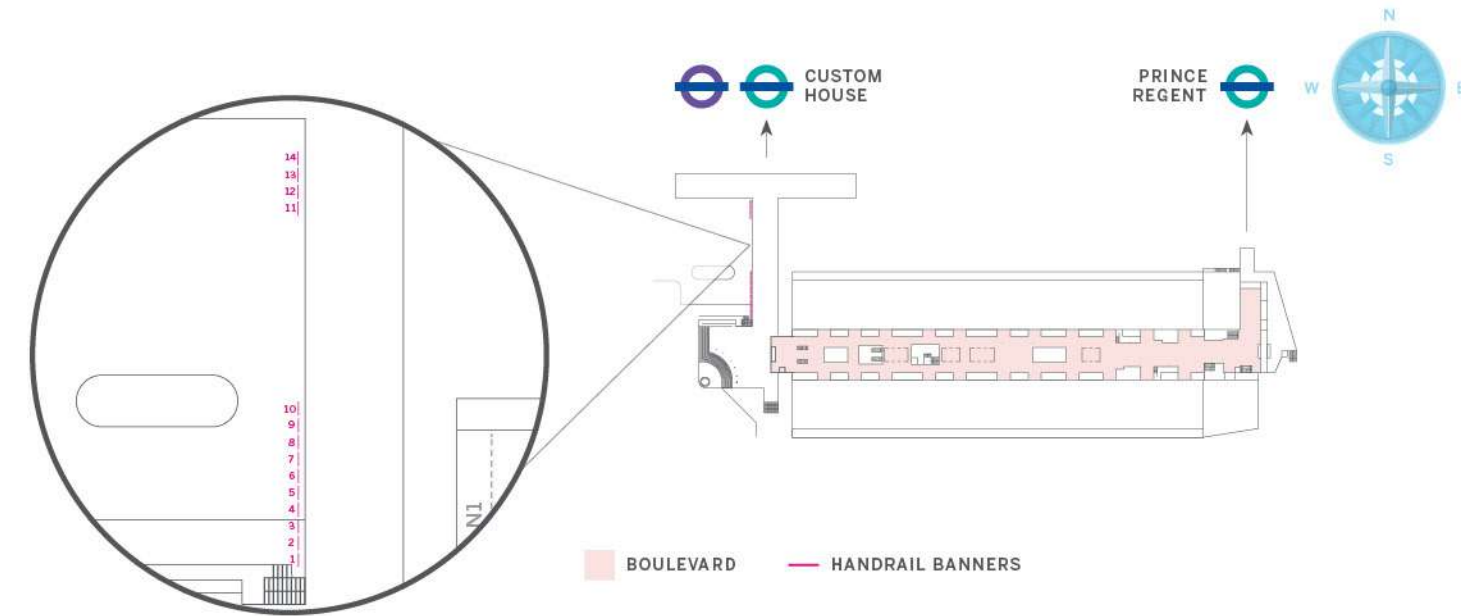 N
CUSTOM
HOUSE
PRINCE
REGENT
W
E
S
14
13
12
11
10
9
8
7
6
5
4
3
2
1
N1
BOULEVARD
HANDRAIL BANNERS